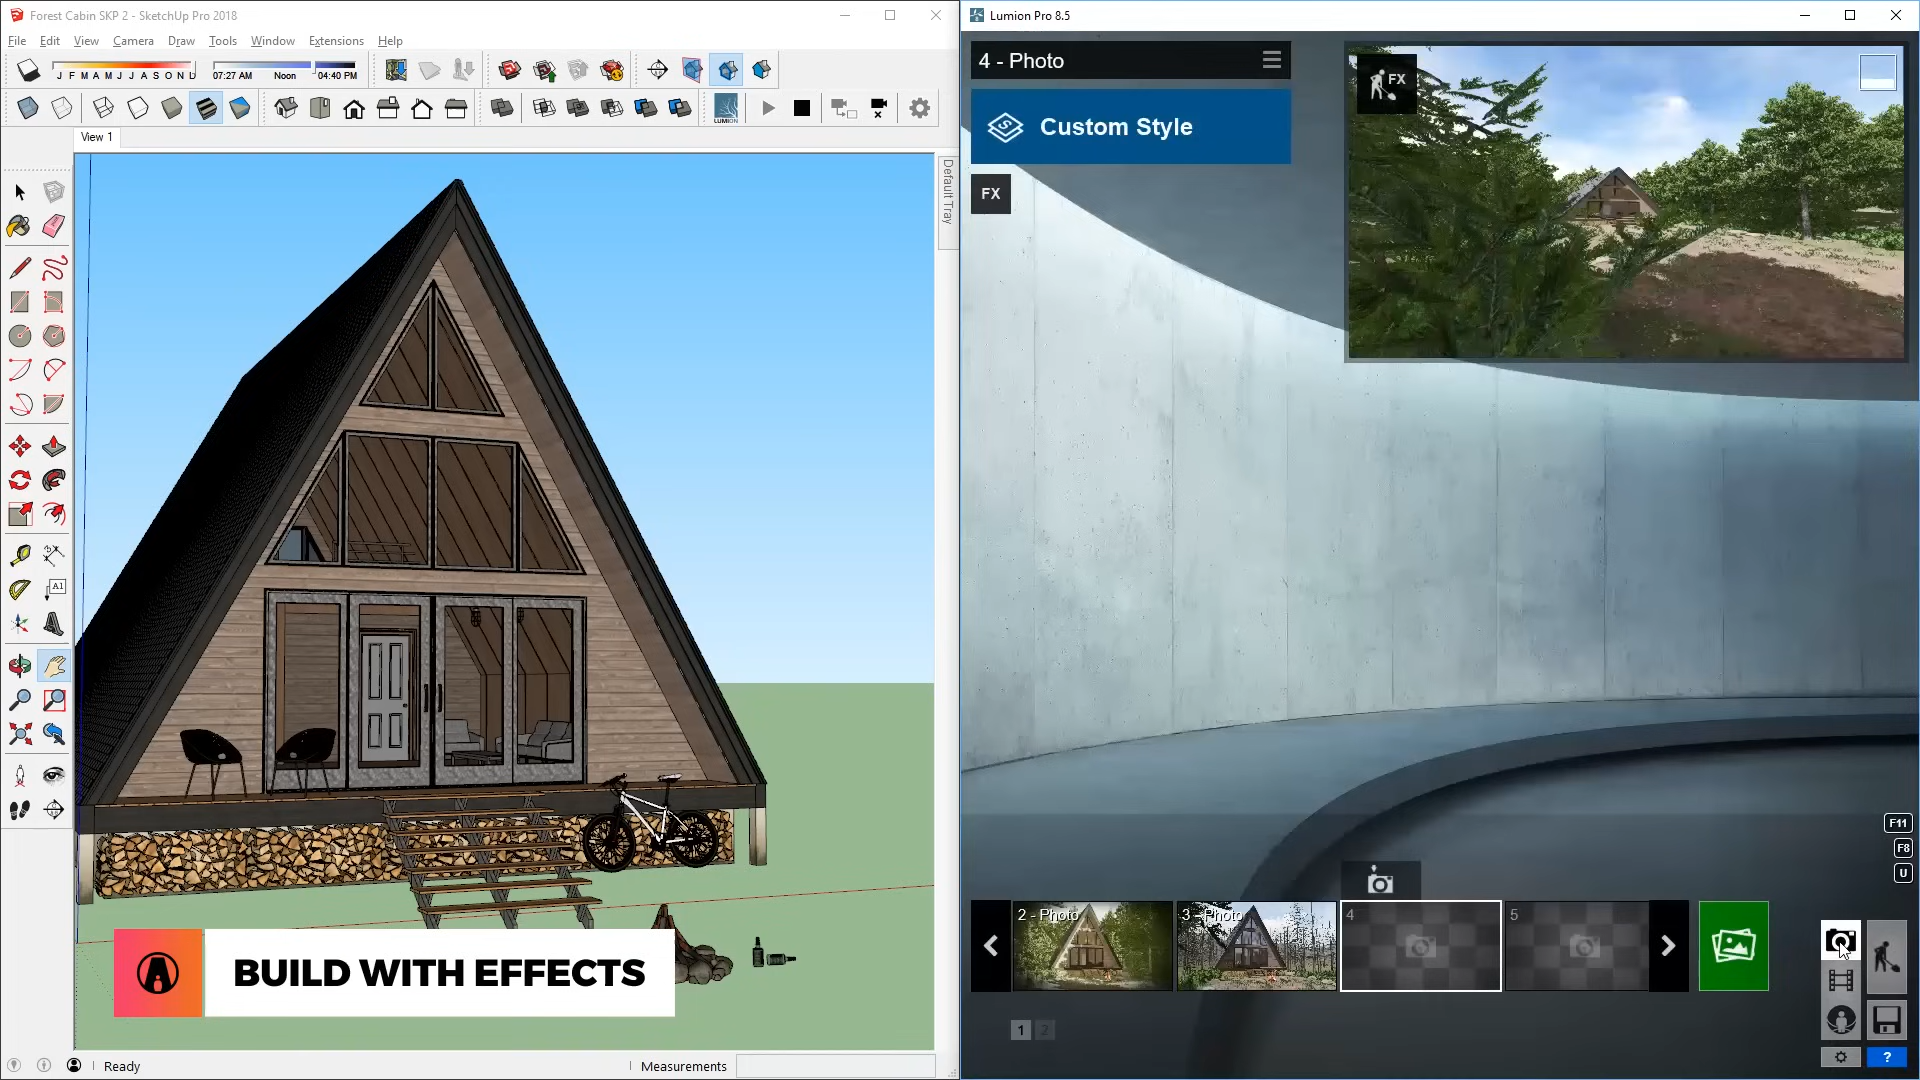 Forest Cabin SKP 2 - SketchUp Pro 2018
File Edit View Camera Draw Tools Window Extensions Help
J F M A M J J A S O N D
07:27 AM Noon 04:40 PM
LUMION
View 1
Default Tray
A1
BUILD WITH EFFECTS
Ready
Measurements
Lumion Pro 8.5
4 - Photo
Custom Style
FX
FX
F11
F8
U
2 - Photo
3 - Photo
4
5
1 2
?